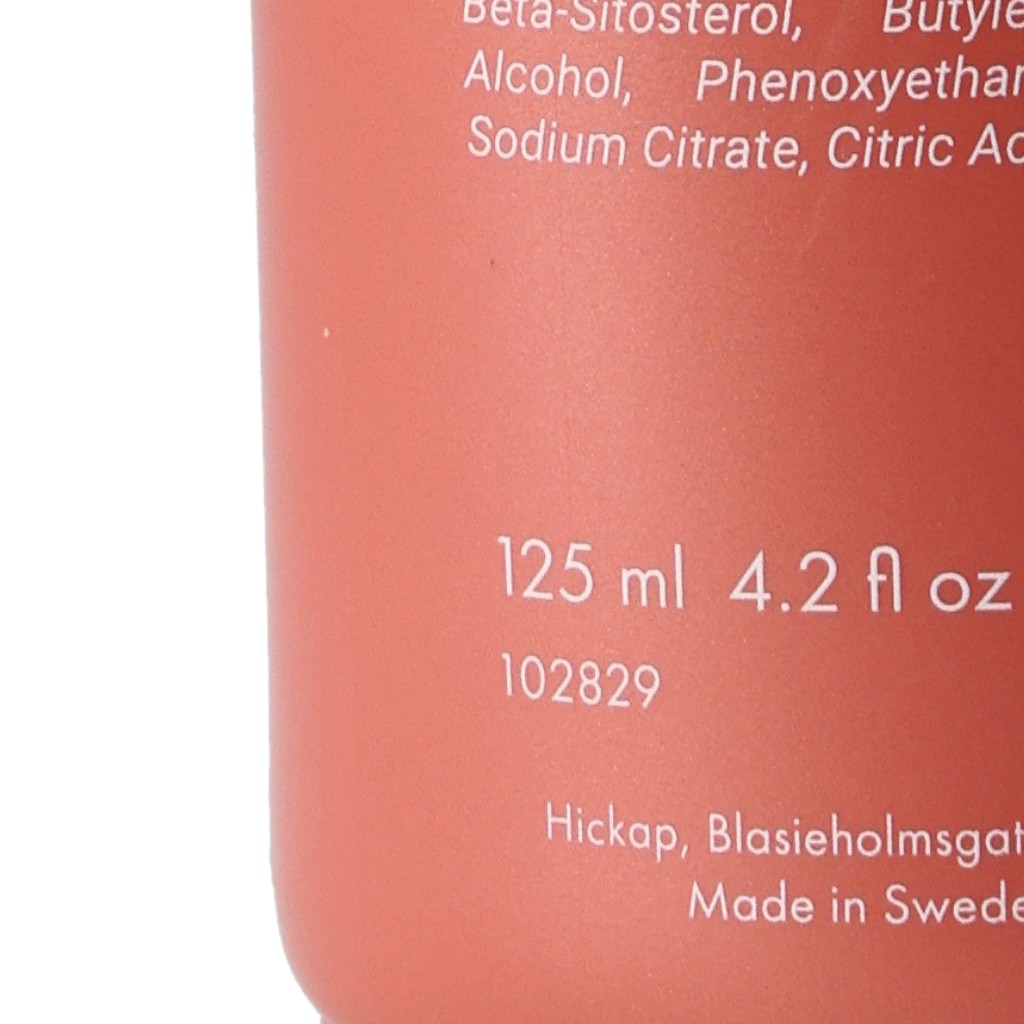 Beta-Sitosterol, Butyle
Alcohol, Phenoxyethan
Sodium Citrate, Citric Ac
125 ml 4.2 fl oz
102829
Hickap, Blasieholmsgat
Made in Swede